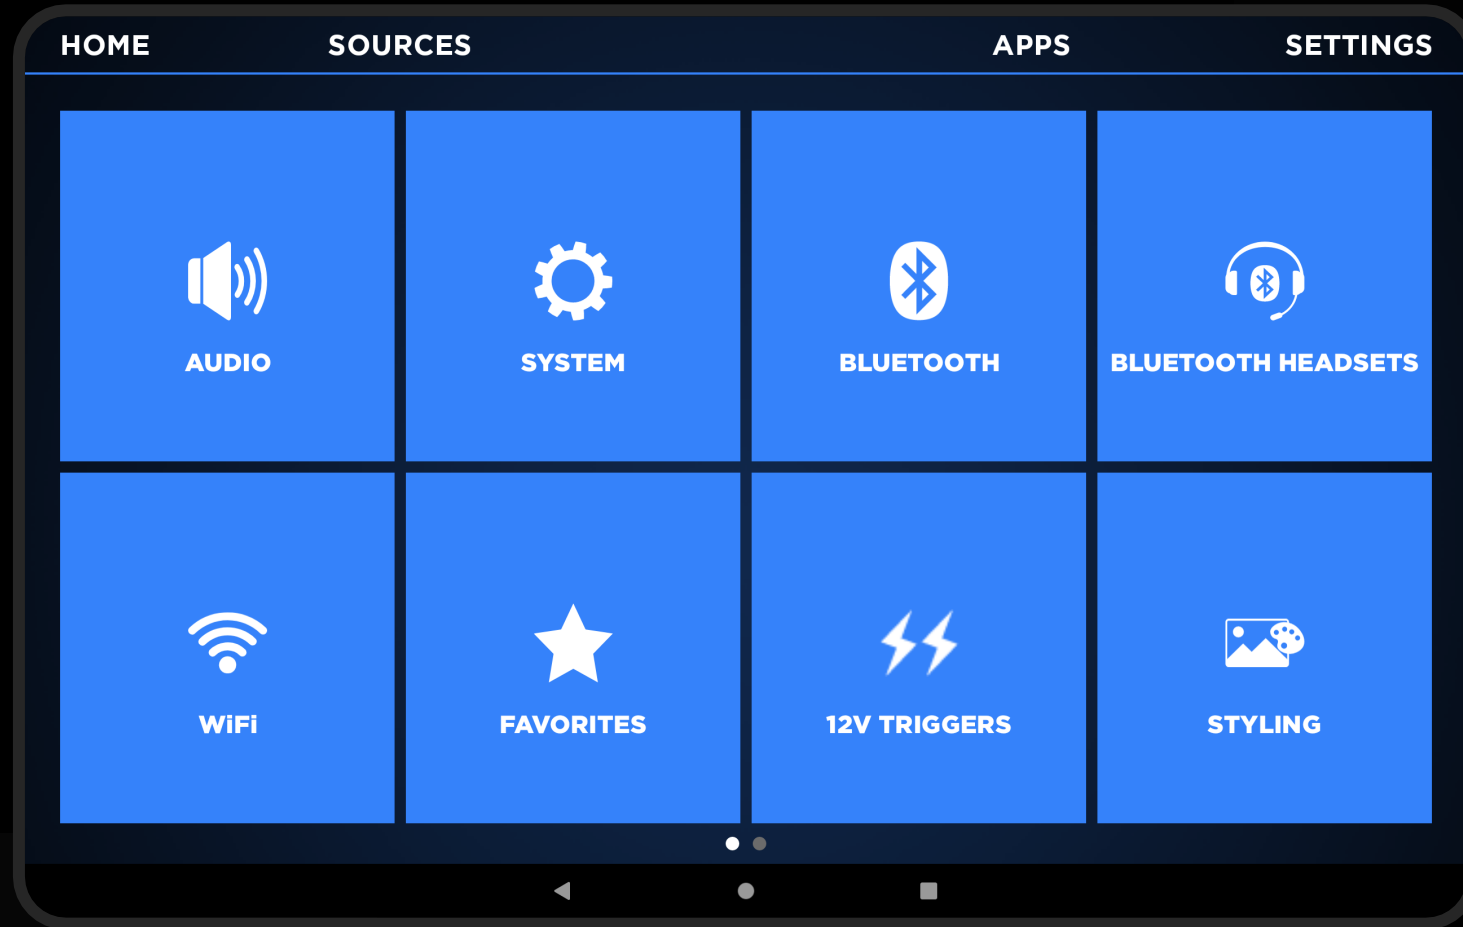 HOME SOURCES APPS SETTINGS
AUDIO SYSTEM BLUETOOTH BLUETOOTH HEADSETS
WiFi FAVORITES 12V TRIGGERS STYLING